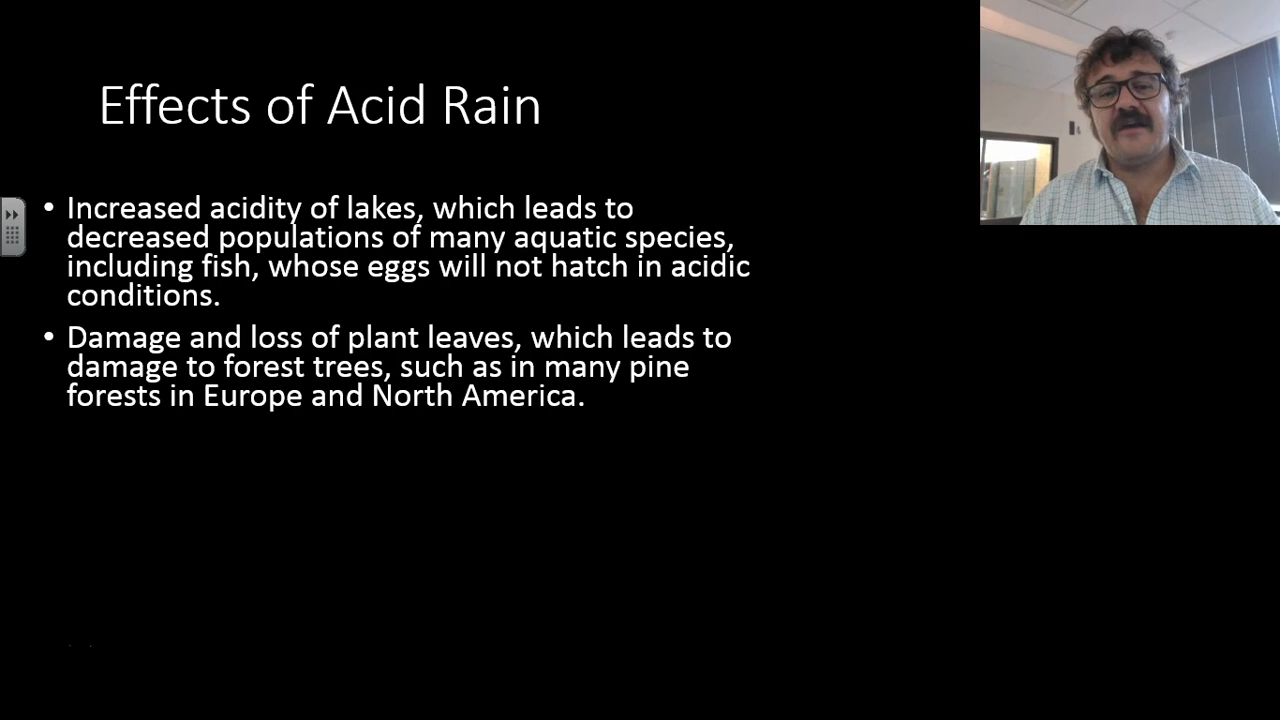 Effects of Acid Rain
• Increased acidity of lakes, which leads to
decreased populations of many aquatic species,
including fish, whose eggs will not hatch in acidic
conditions.
• Damage and loss of plant leaves, which leads to
damage to forest trees, such as in many pine
forests in Europe and North America.